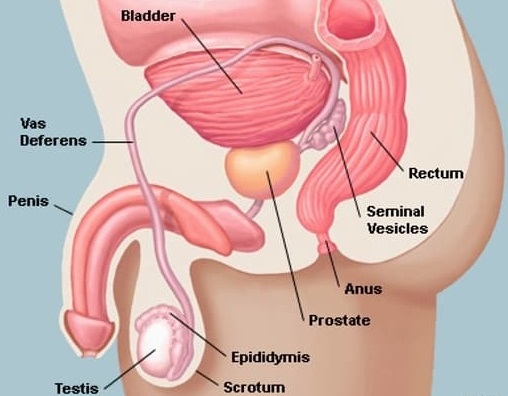 Bladder
Vas
Deferens
Penis
Rectum
Seminal
Vesicles
Anus
Prostate
Epididymis
Testis
Scrotum